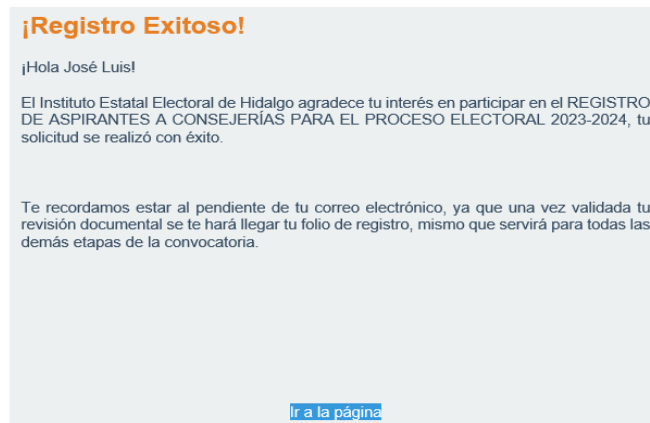 ¡Registro Exitoso!
¡Hola José Luis!
El Instituto Estatal Electoral de Hidalgo agradece tu interés en participar en el REGISTRO
DE ASPIRANTES A CONSEJERÍAS PARA EL PROCESO ELECTORAL 2023-2024, tu
solicitud se realizó con éxito.
Te recordamos estar al pendiente de tu correo electrónico, ya que una vez validada tu
revisión documental se te hará llegar tu folio de registro, mismo que servirá para todas las
demás etapas de la convocatoria.
Ir a la página